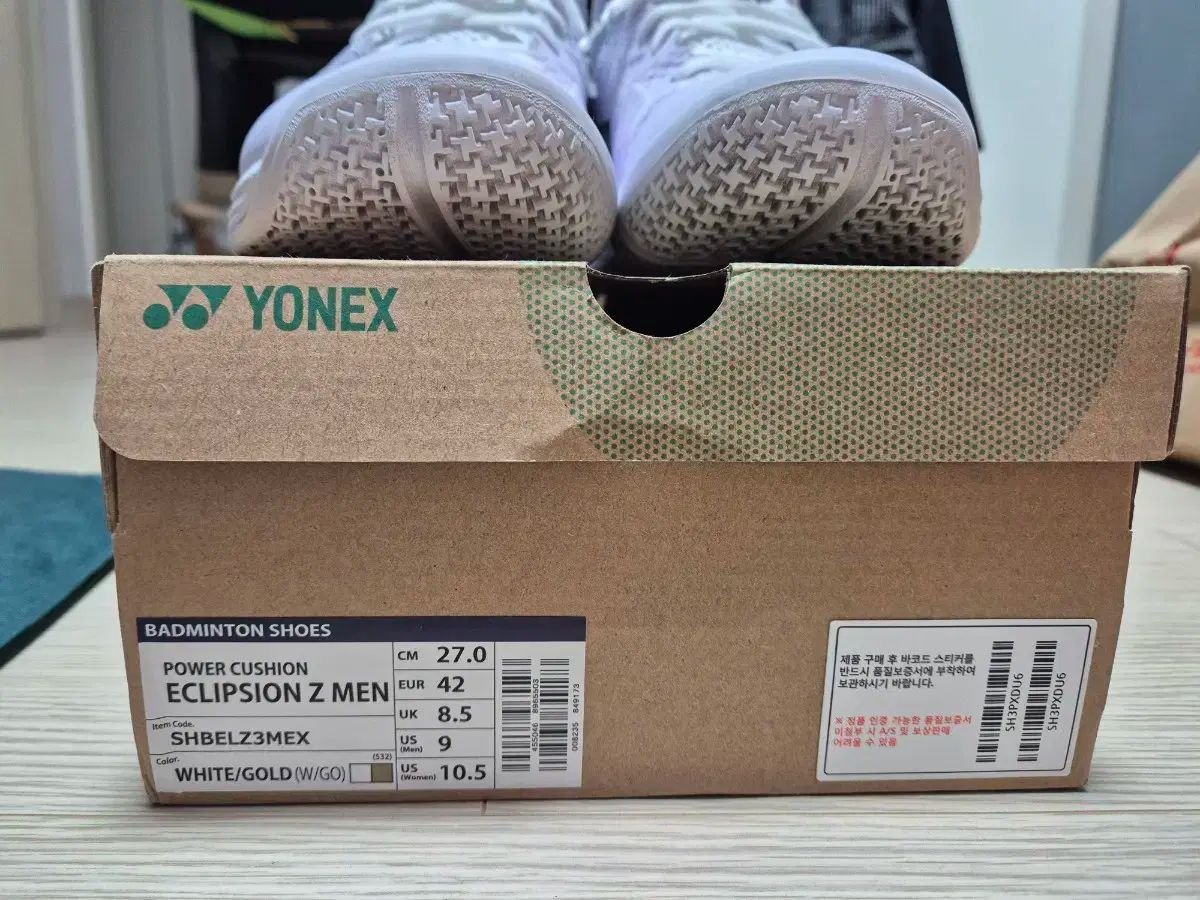 YONEX
BADMINTON SHOES
POWER CUSHION
ECLIPSION Z MEN
Item Code.
SHBELZ3MEX
Color.
(532)
WHITE/GOLD (W/GO)
CM 27.0
EUR 42
UK 8.5
US (Men) 9
US (Women) 10.5
455046 8965503
008235 849173
제품 구매 후 바코드 스티커를
반드시 품질보증서에 부착하여
보관하시기 바랍니다.
※ 정품 인증 가능한 품질보증서
미첨부 시 A/S 및 보상판매
어려울 수 있음
SH3PXDU6
SH3PXDU6